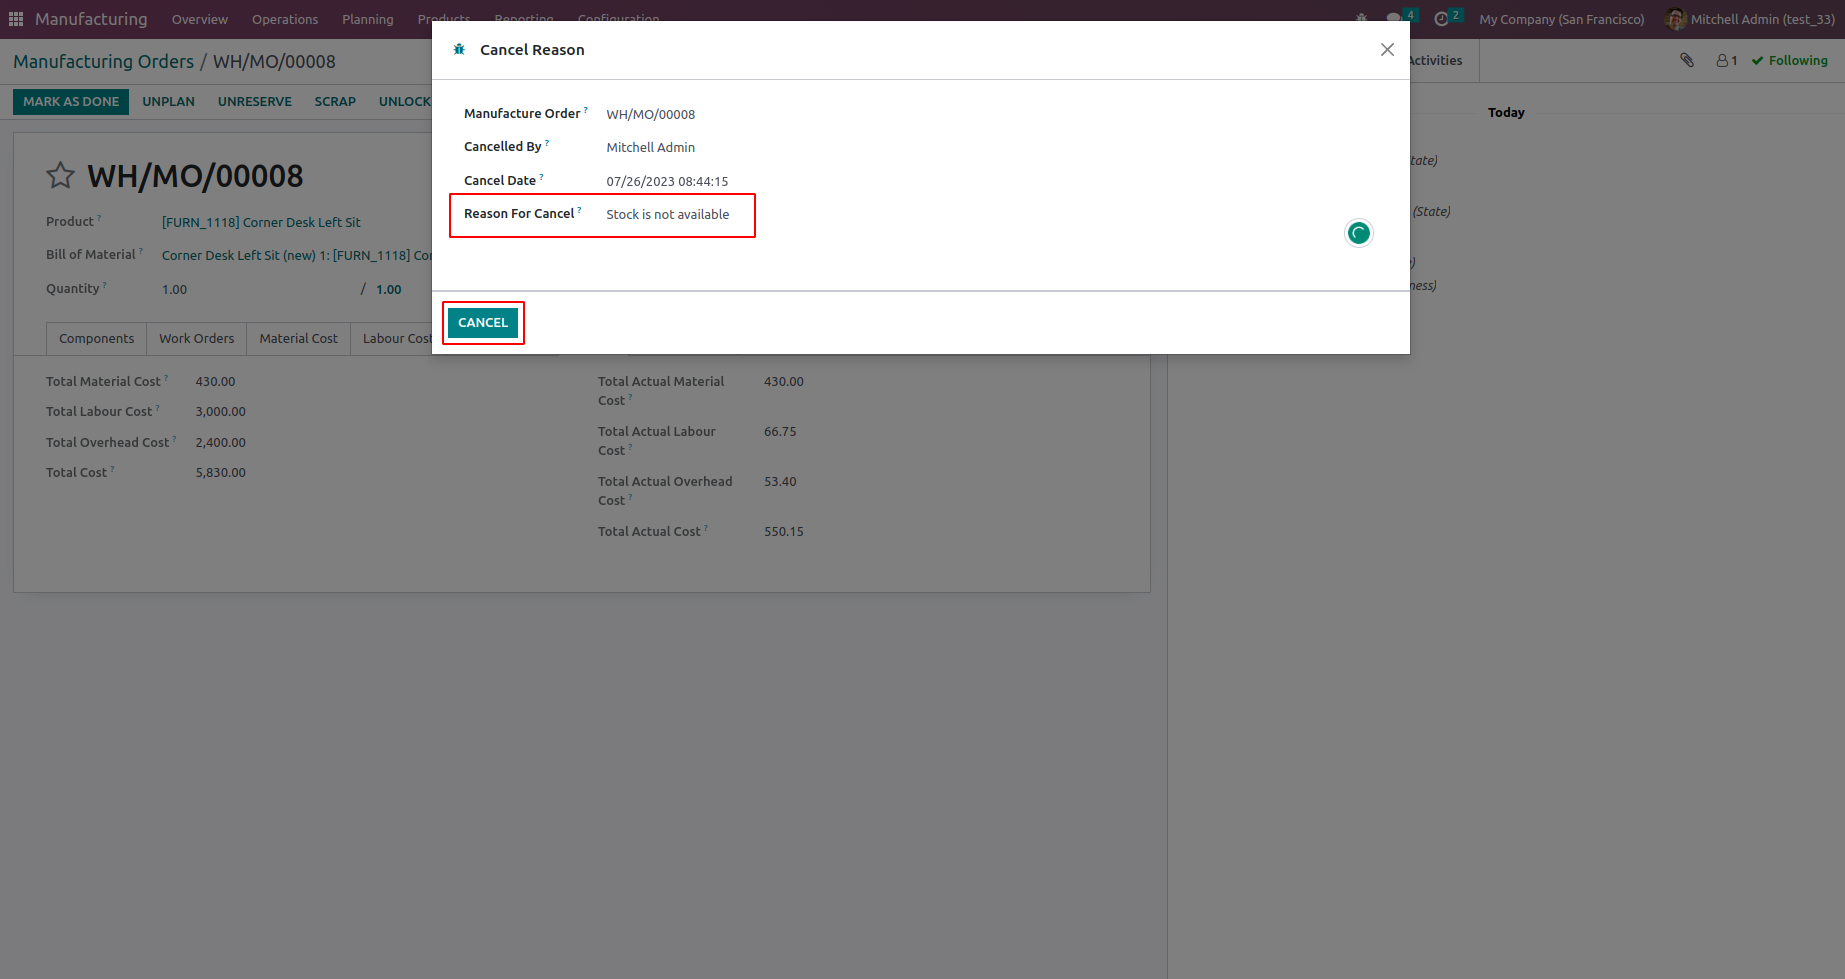 Manufacturing Overview Operations Planning Products Reporting Configuration 4 2 My Company (San Francisco) Mitchell Admin (test_33)
Manufacturing Orders / WH/MO/00008
Activities 1 Following
MARK AS DONE UNPLAN UNRESERVE SCRAP UNLOCK
Cancel Reason
Manufacture Order ? WH/MO/00008
Cancelled By ? Mitchell Admin
Cancel Date ? 07/26/2023 08:44:15
Reason For Cancel ? Stock is not available
CANCEL
Today
(State)
WH/MO/00008
Product ? [FURN_1118] Corner Desk Left Sit
Bill of Material ? Corner Desk Left Sit (new) 1: [FURN_1118]
Quantity ? 1.00 / 1.00
Components Work Orders Material Cost Labour Cost
Total Material Cost ? 430.00
Total Labour Cost ? 3,000.00
Total Overhead Cost ? 2,400.00
Total Cost ? 5,830.00
Total Actual Material
Cost ? 430.00
Total Actual Labour
Cost ? 66.75
Total Actual Overhead
Cost ? 53.40
Total Actual Cost ? 550.15